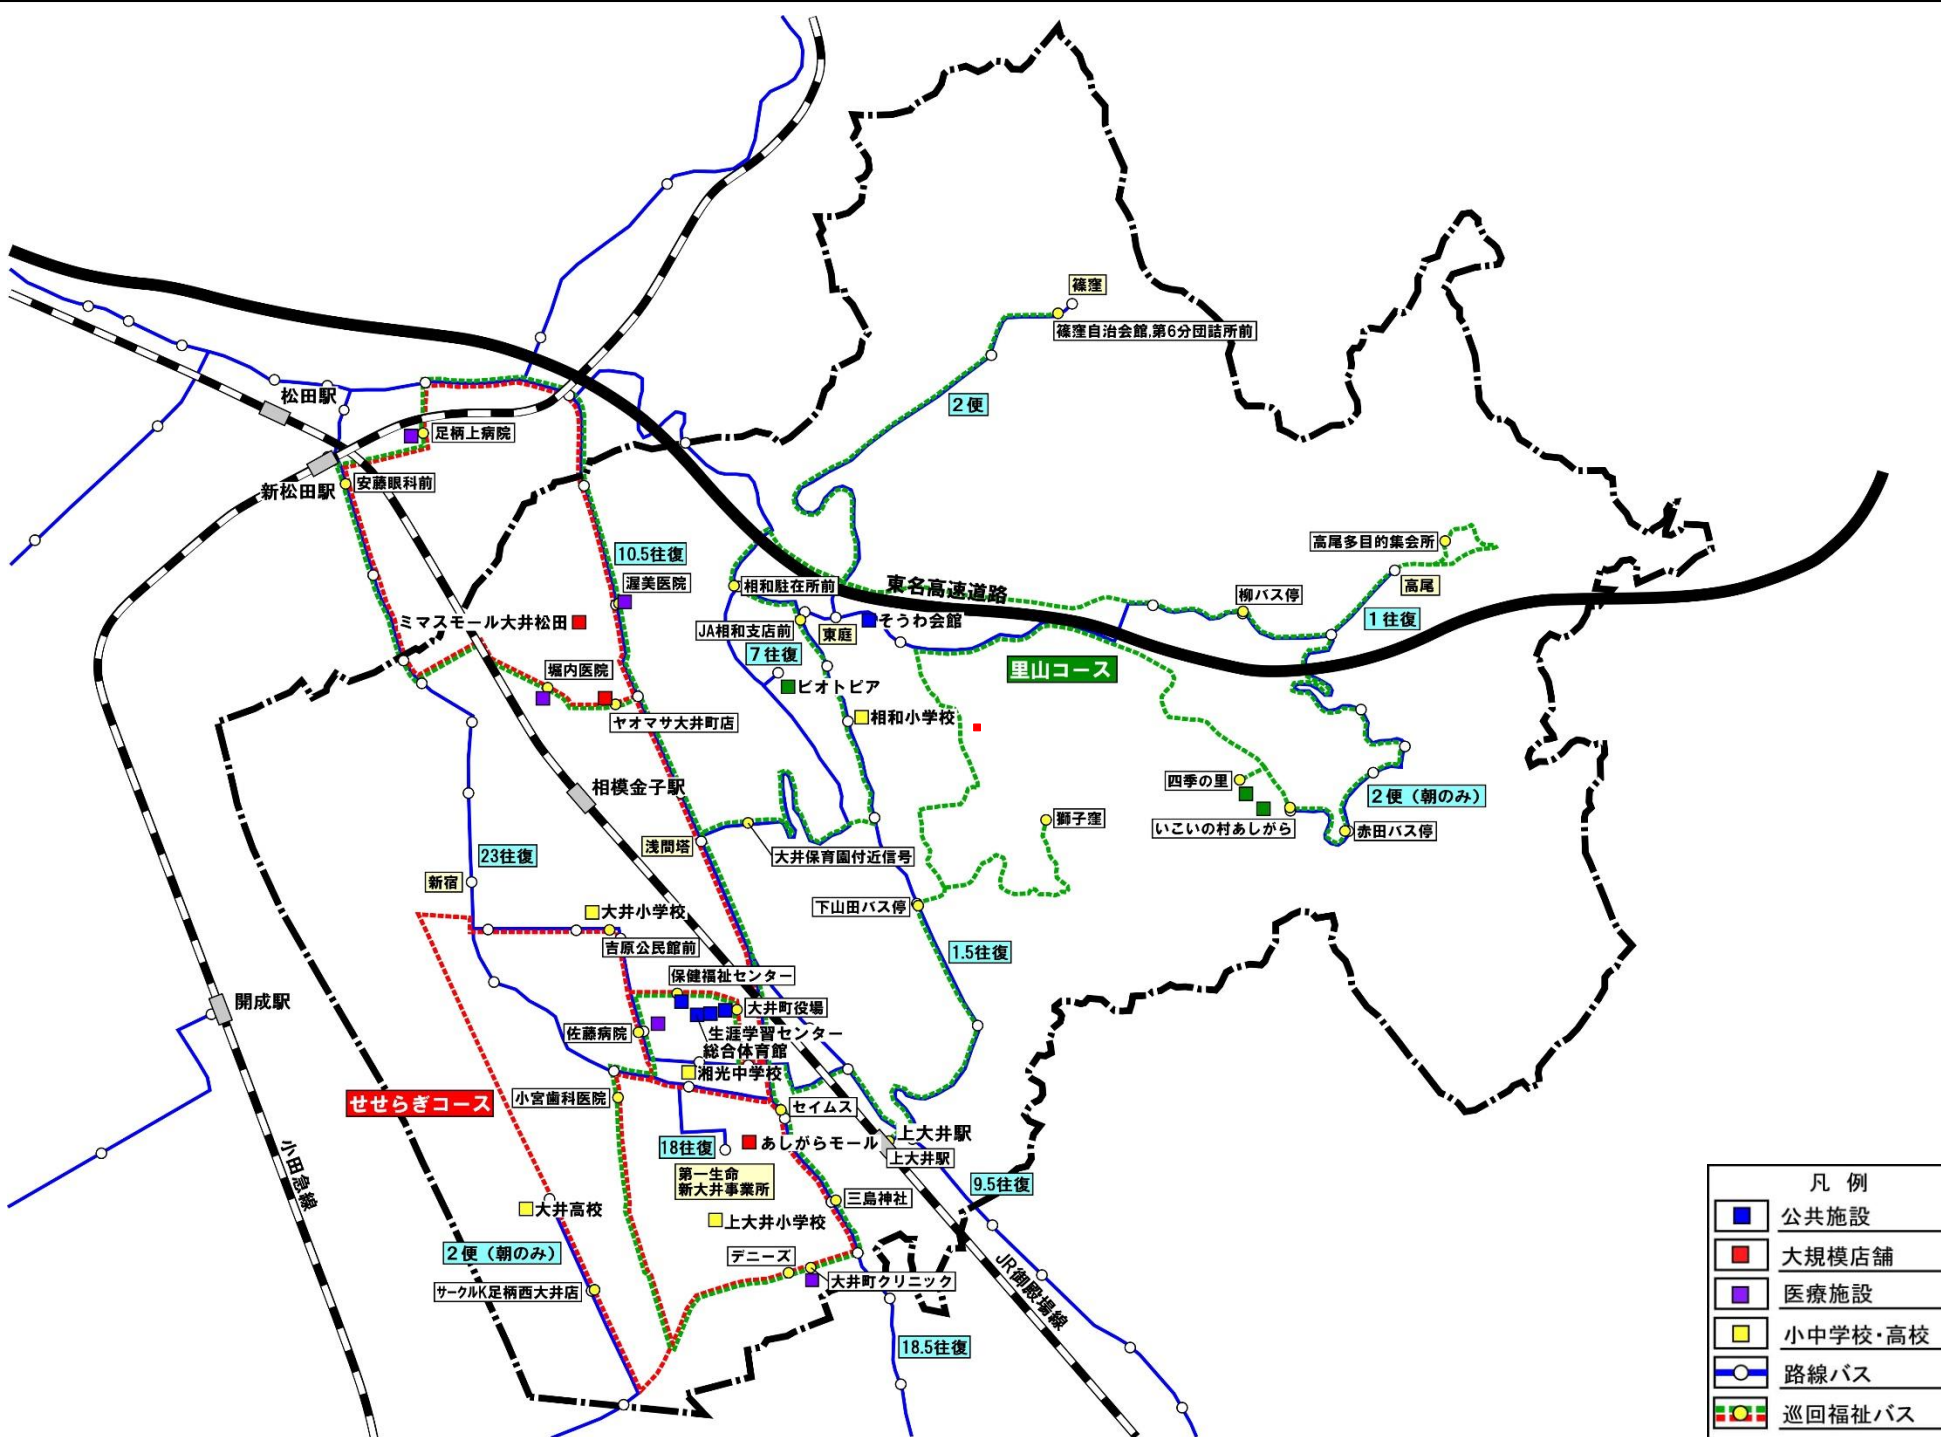 篠窪
篠窪自治会館,第6分団詰所前
松田駅
2便
足柄上病院
安藤眼科前
新松田駅
高尾多目的集会所
10.5往復
渥美医院
相和駐在所前
東名高速道路
高尾
柳バス停
1往復
ミマスモール大井松田
JA相和支店前
東庭
そうわ会館
7往復
堀内医院
里山コース
ビオトピア
ヤオマサ大井町店
相和小学校
相模金子駅
四季の里
2便（朝のみ）
獅子窪
いこいの村あしがら
赤田バス停
浅間塔
大井保育園付近信号
23往復
新宿
大井小学校
下山田バス停
吉原公民館前
1.5往復
保健福祉センター
開成駅
大井町役場
佐藤病院
生涯学習センター
総合体育館
湘光中学校
せせらぎコース
小宮歯科医院
セイムス
18往復
あしがらモール
上大井駅
上大井駅
小田急線
第一生命
新大井事業所
9.5往復
三島神社
大井高校
上大井小学校
2便（朝のみ）
デニーズ
大井町クリニック
サークルK足柄西大井店
JR御殿場線
18.5往復
凡 例
公共施設
大規模店舗
医療施設
小中学校・高校
路線バス
巡回福祉バス